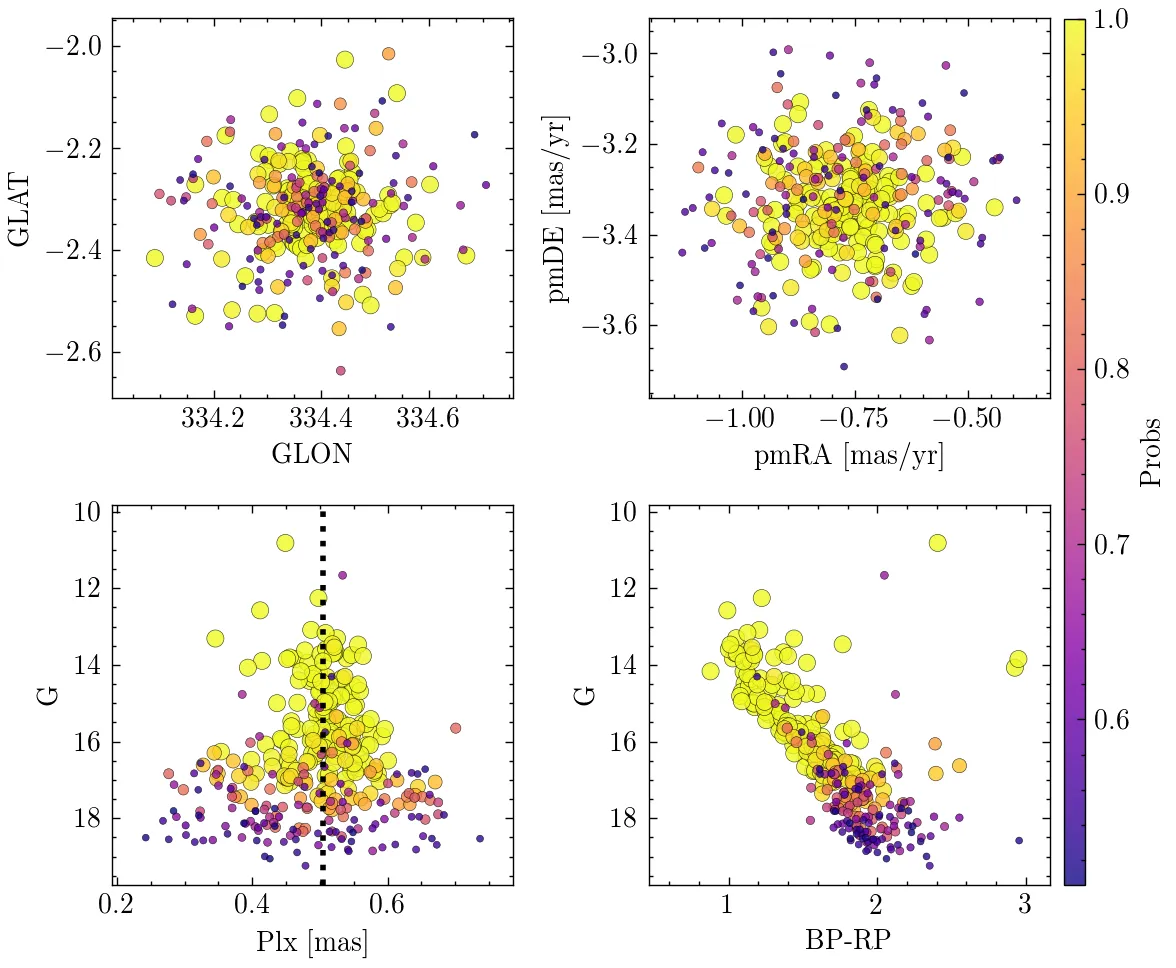 −2.0
−2.2
−2.4
−2.6
GLAT
334.2 334.4 334.6
GLON
−3.0
−3.2
−3.4
−3.6
pmDE [mas/yr]
−1.00 −0.75 −0.50
pmRA [mas/yr]
10
12
14
16
18
G
0.2 0.4 0.6
Plx [mas]
10
12
14
16
18
G
1 2 3
BP-RP
1.0
0.9
0.8
0.7
0.6
Probs